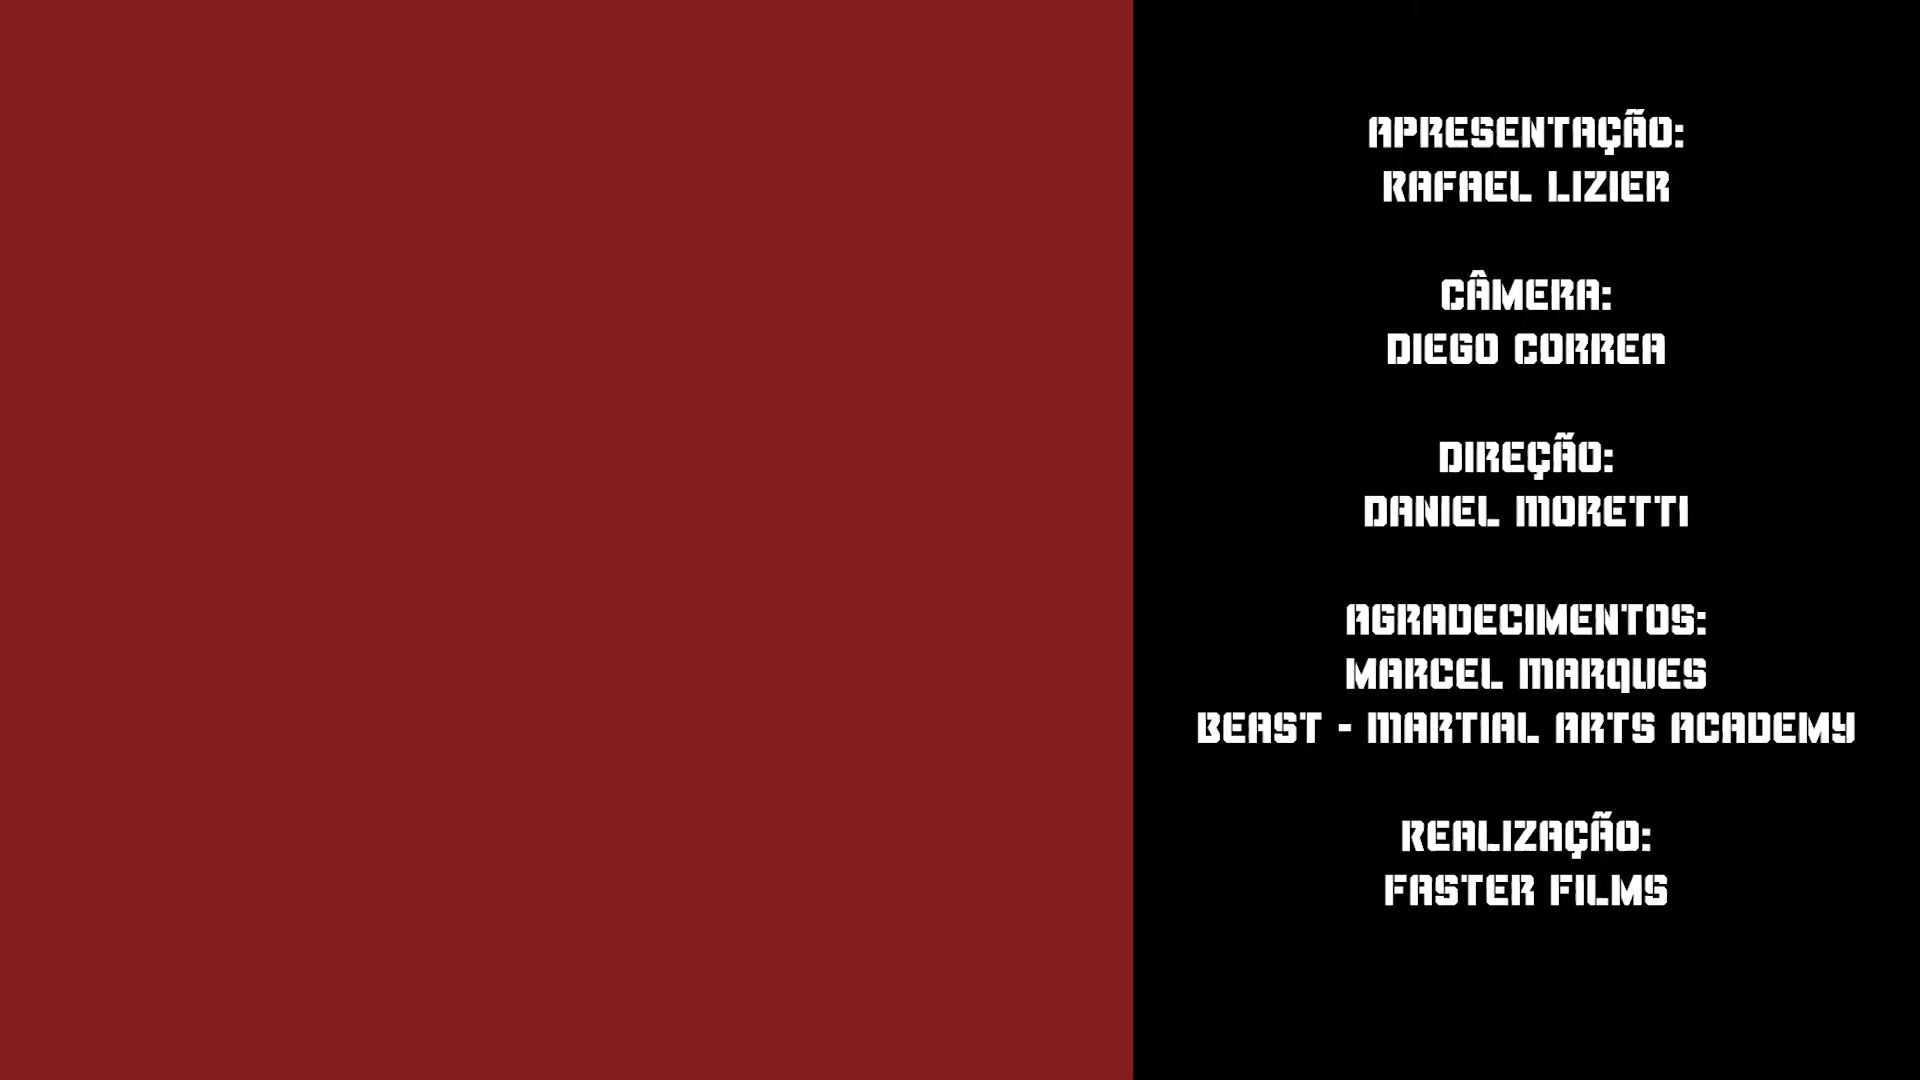 APRESENTAÇÃO:
RAFAEL LIZIER
CÂMERA:
DIEGO CORREA
DIREÇÃO:
DANIEL MORETTI
AGRADECIMENTOS:
MARCEL MARQUES
BEAST - MARTIAL ARTS ACADEMY
REALIZAÇÃO:
FASTER FILMS